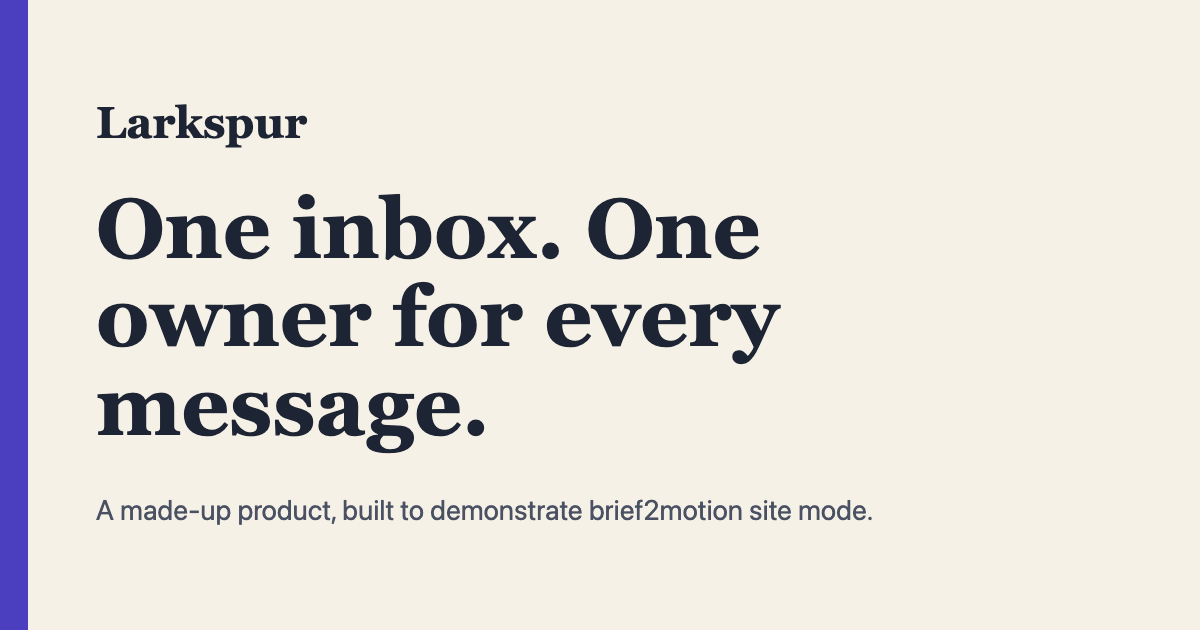 Larkspur
One inbox. One
owner for every
message.
A made-up product, built to demonstrate brief2motion site mode.